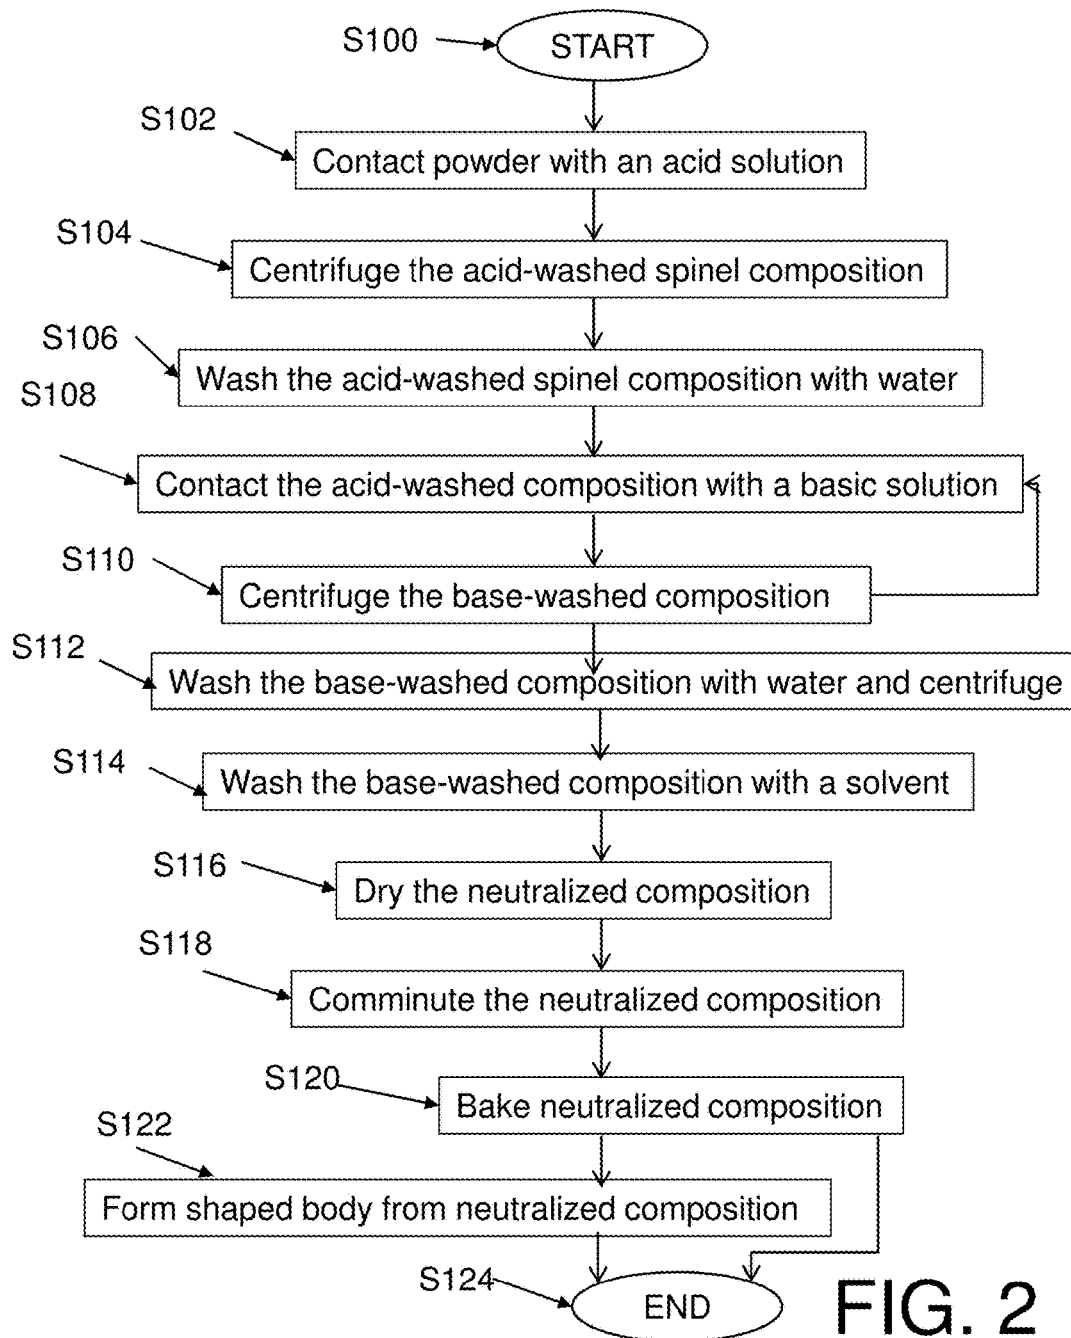 S100
START
S102
Contact powder with an acid solution
S104
Centrifuge the acid-washed spinel composition
S106
Wash the acid-washed spinel composition with water
S108
Contact the acid-washed composition with a basic solution
S110
Centrifuge the base-washed composition
S112
Wash the base-washed composition with water and centrifuge
S114
Wash the base-washed composition with a solvent
S116
Dry the neutralized composition
S118
Comminute the neutralized composition
S120
Bake neutralized composition
S122
Form shaped body from neutralized composition
S124
END
FIG. 2